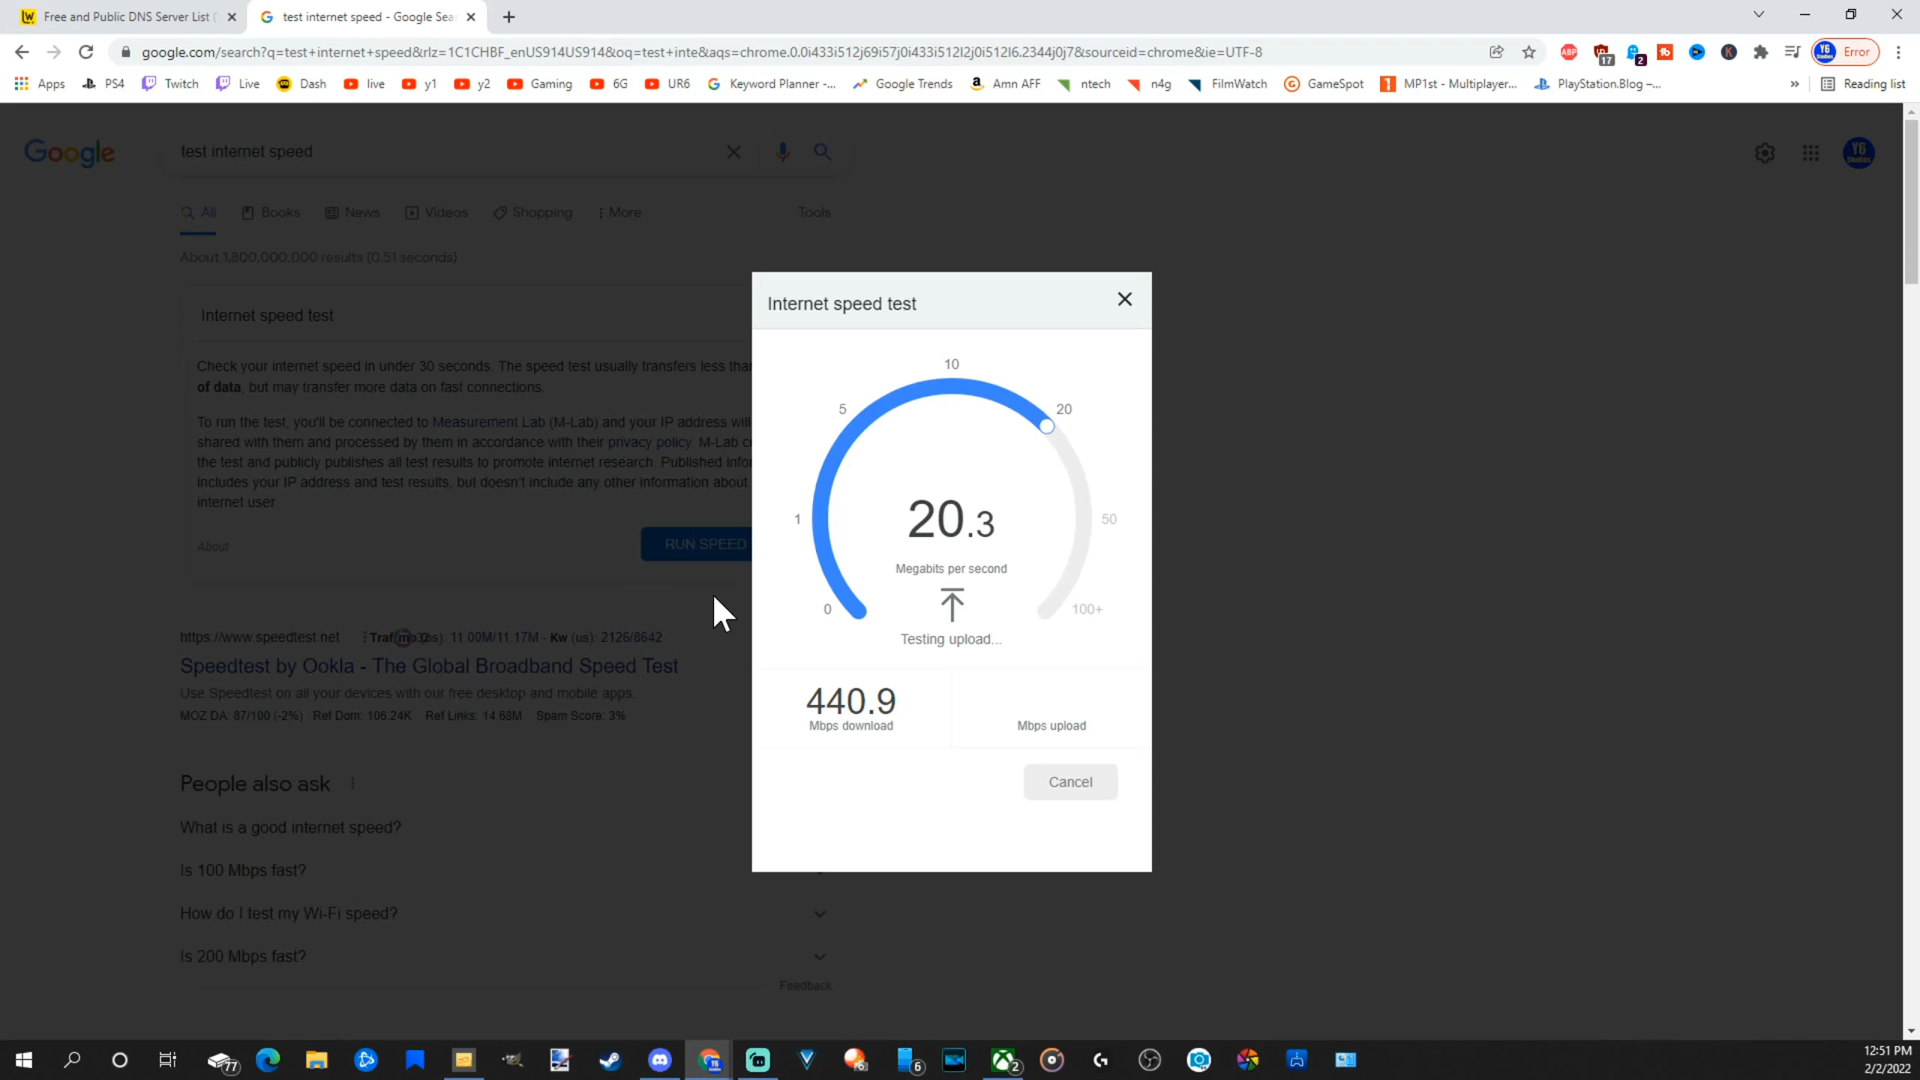 Free and Public DNS Server List (
test internet speed - Google Sea
google.com/search?q=test+internet+speed&rlz=1C1CHBF_enUS914US914&oq=test+inte&aqs=chrome.0.0i433i512j69i57j0i433i512l2j0i512l6.2344j0j7&sourceid=chrome&ie=UTF-8
ABP
17
2
K
Y6
Error
Apps
PS4
Twitch
Live
Dash
live
y1
y2
Gaming
6G
UR6
Keyword Planner -...
Google Trends
Amn AFF
ntech
n4g
FilmWatch
GameSpot
MP1st - Multiplayer...
PlayStation.Blog –...
»
Reading list
Google
test internet speed
Y6
Studios
All
Books
News
Videos
Shopping
More
Tools
About 1,800,000,000 results (0.51 seconds)
Internet speed test
Check your internet speed in under 30 seconds. The speed test usually transfers less tha
of data, but may transfer more data on fast connections.
To run the test, you'll be connected to Measurement Lab (M-Lab) and your IP address will
shared with them and processed by them in accordance with their privacy policy. M-Lab c
the test and publicly publishes all test results to promote internet research. Published info
includes your IP address and test results, but doesn't include any other information about
internet user.
About
RUN SPEED
Internet speed test
0
1
5
10
20
50
100+
20.3
Megabits per second
Testing upload...
440.9
Mbps download
Mbps upload
Cancel
https://www.speedtest.net
11.00M/11.17M - Kw (us): 2126/8642
Speedtest by Ookla - The Global Broadband Speed Test
Use Speedtest on all your devices with our free desktop and mobile apps.
MOZ DA: 87/100 (-2%) Ref Dom: 106.24K Ref Links: 14.68M Spam Score: 3%
People also ask
What is a good internet speed?
Is 100 Mbps fast?
How do I test my Wi-Fi speed?
Is 200 Mbps fast?
Feedback
77
6
2
12:51 PM
2/2/2022